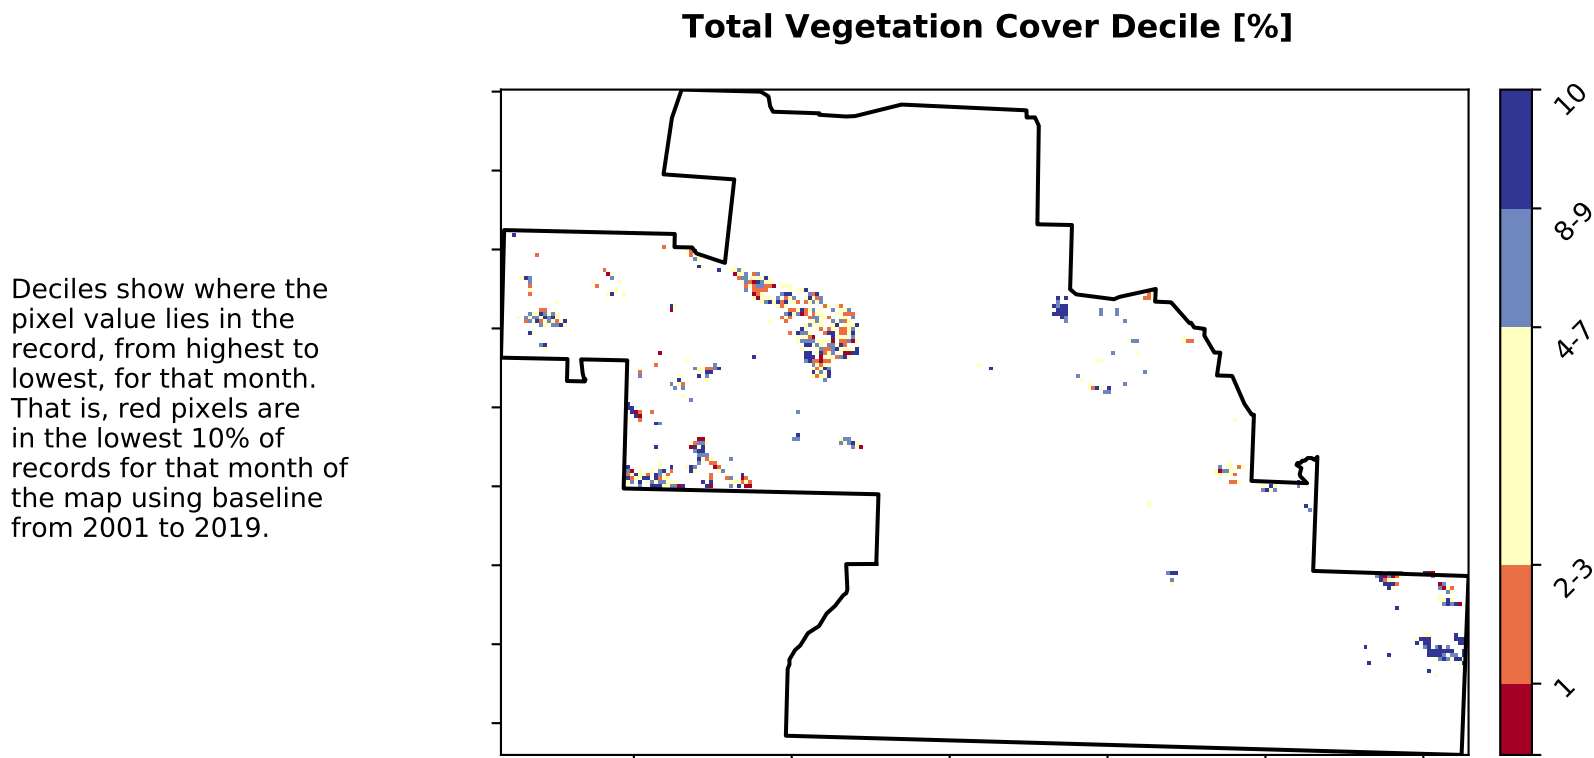 Total Vegetation Cover Decile [%]
Deciles show where the
pixel value lies in the
record, from highest to
lowest, for that month.
That is, red pixels are
in the lowest 10% of
records for that month of
the map using baseline
from 2001 to 2019.
10
8-9
4-7
2-3
1